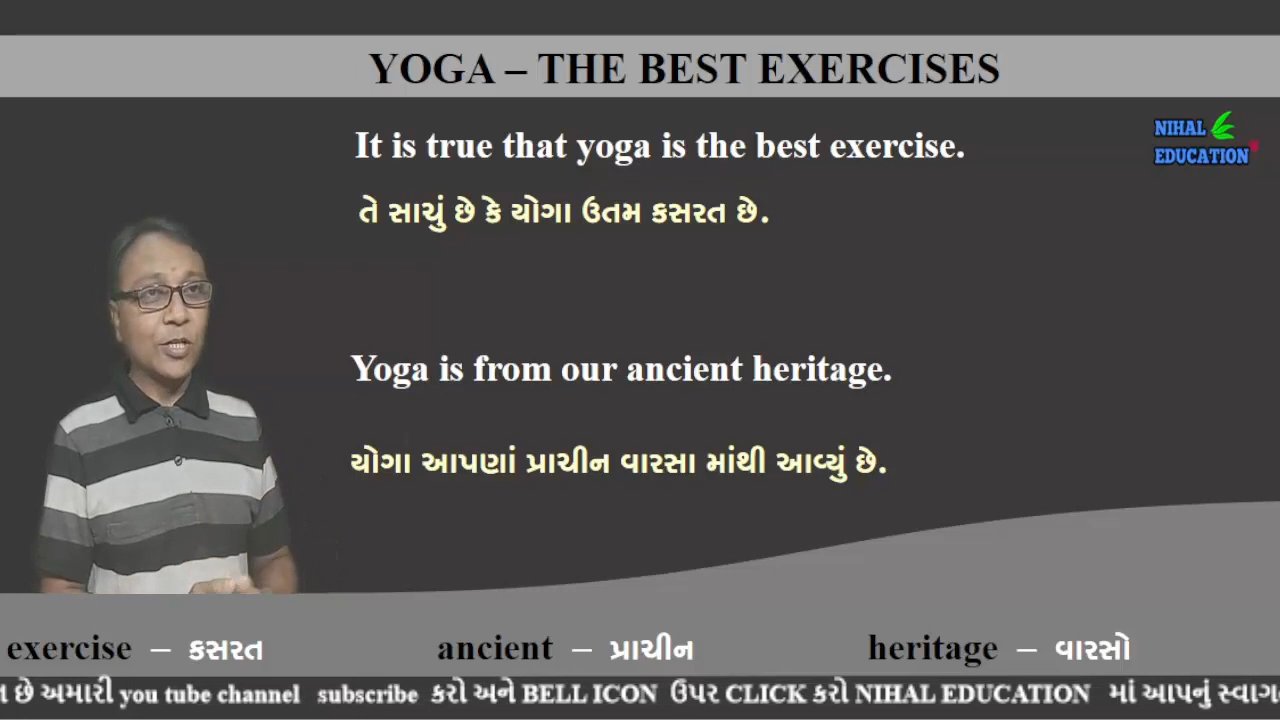 YOGA – THE BEST EXERCISES
It is true that yoga is the best exercise.
NIHAL
EDUCATION
તે સાચું છે કે યોગા ઉતમ કસરત છે.
Yoga is from our ancient heritage.
યોગા આપણાં પ્રાચીન વારસા માંથી આવ્યું છે.
exercise – કસરત ancient – પ્રાચીન heritage – વારસો
છે અમારી you tube channel subscribe કરો અને BELL ICON ઉપર CLICK કરો NIHAL EDUCATION માં આપનું